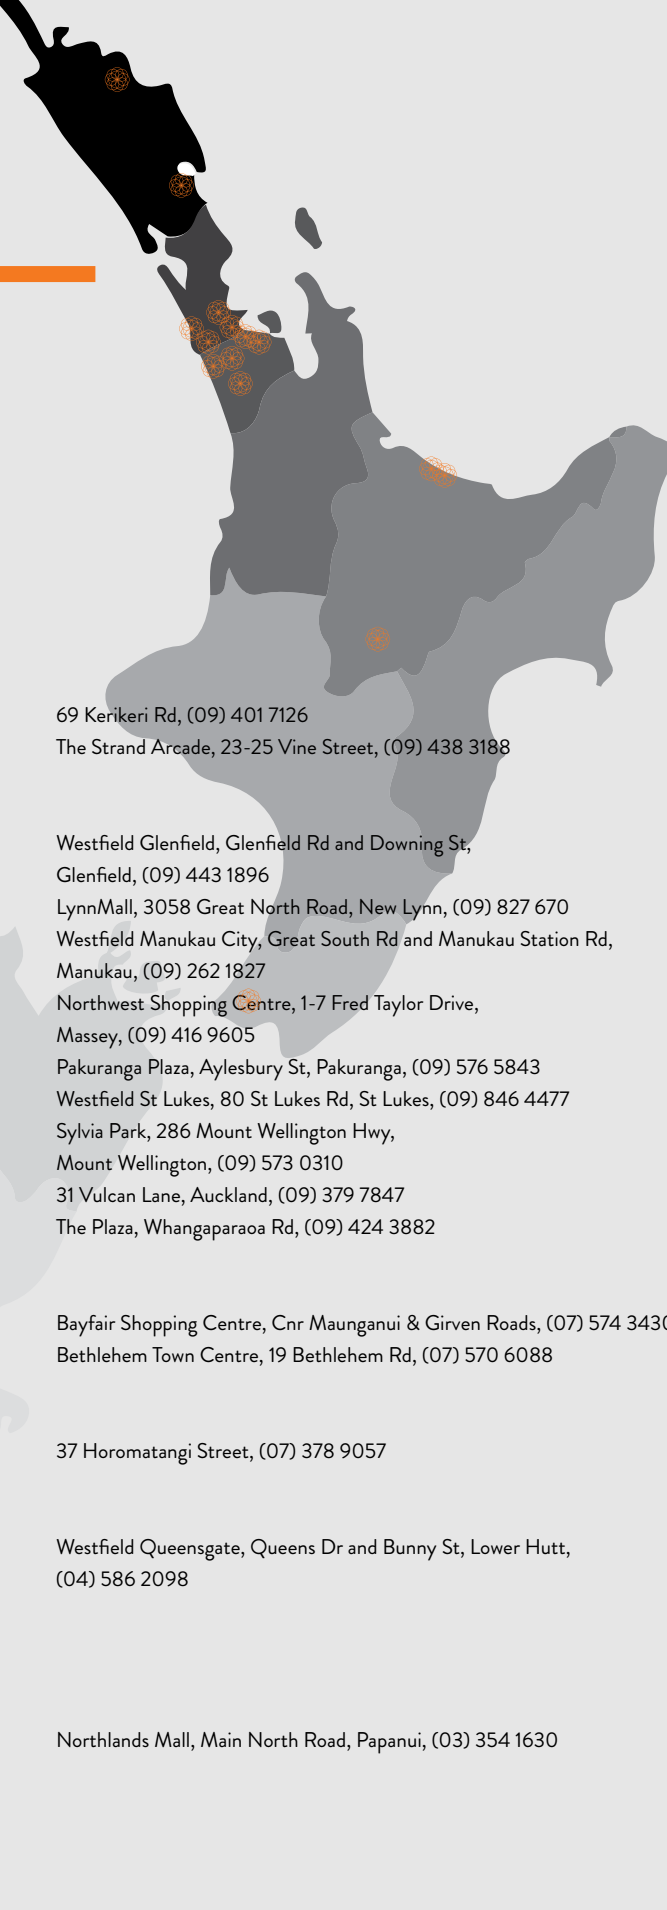 69 Kerikeri Rd, (09) 401 7126
The Strand Arcade, 23-25 Vine Street, (09) 438 3188
Westfield Glenfield, Glenfield Rd and Downing St,
Glenfield, (09) 443 1896
LynnMall, 3058 Great North Road, New Lynn, (09) 827 670
Westfield Manukau City, Great South Rd and Manukau Station Rd,
Manukau, (09) 262 1827
Northwest Shopping Centre, 1-7 Fred Taylor Drive,
Massey, (09) 416 9605
Pakuranga Plaza, Aylesbury St, Pakuranga, (09) 576 5843
Westfield St Lukes, 80 St Lukes Rd, St Lukes, (09) 846 4477
Sylvia Park, 286 Mount Wellington Hwy,
Mount Wellington, (09) 573 0310
31 Vulcan Lane, Auckland, (09) 379 7847
The Plaza, Whangaparaoa Rd, (09) 424 3882
Bayfair Shopping Centre, Cnr Maunganui & Girven Roads, (07) 574 3430
Bethlehem Town Centre, 19 Bethlehem Rd, (07) 570 6088
37 Horomatangi Street, (07) 378 9057
Westfield Queensgate, Queens Dr and Bunny St, Lower Hutt,
(04) 586 2098
Northlands Mall, Main North Road, Papanui, (03) 354 1630